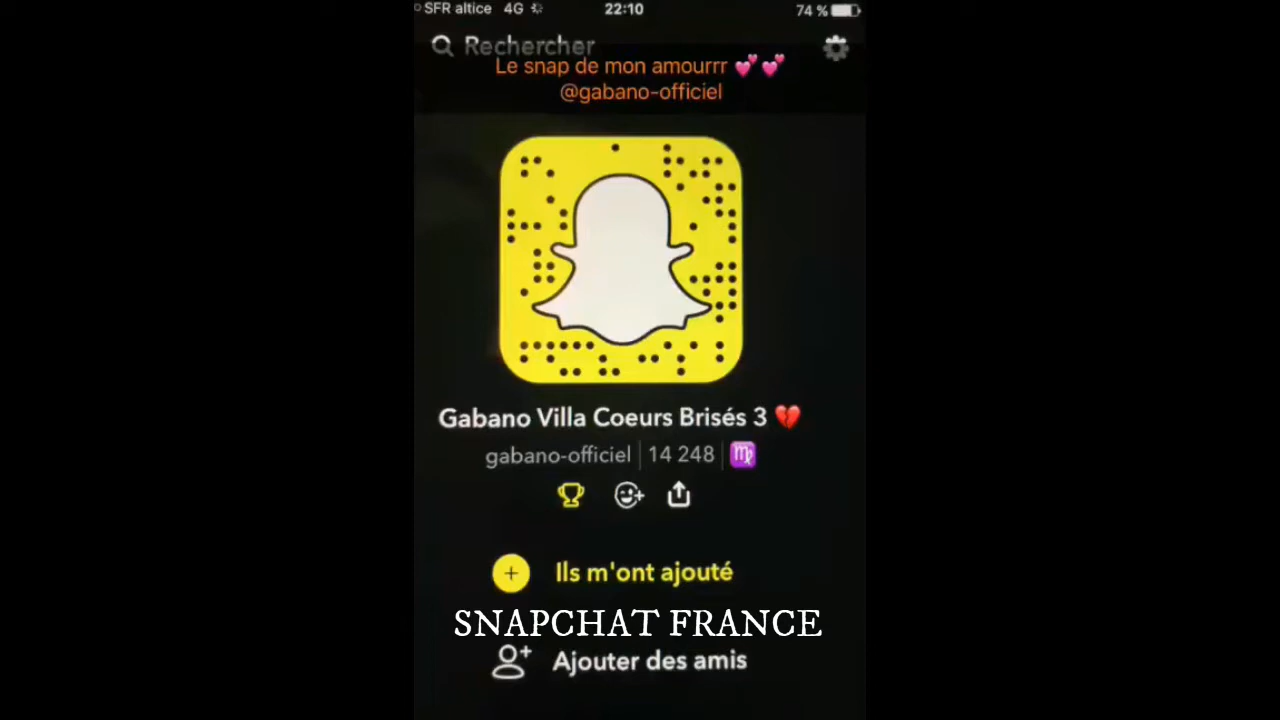 SFR altice 4G 22:10 74 %
Rechercher
Le snap de mon amourrr 💕💕
@gabano-officiel
Gabano Villa Coeurs Brisés 3 💔
gabano-officiel | 14 248 | ♍
Ils m'ont ajouté
SNAPCHAT FRANCE
Ajouter des amis